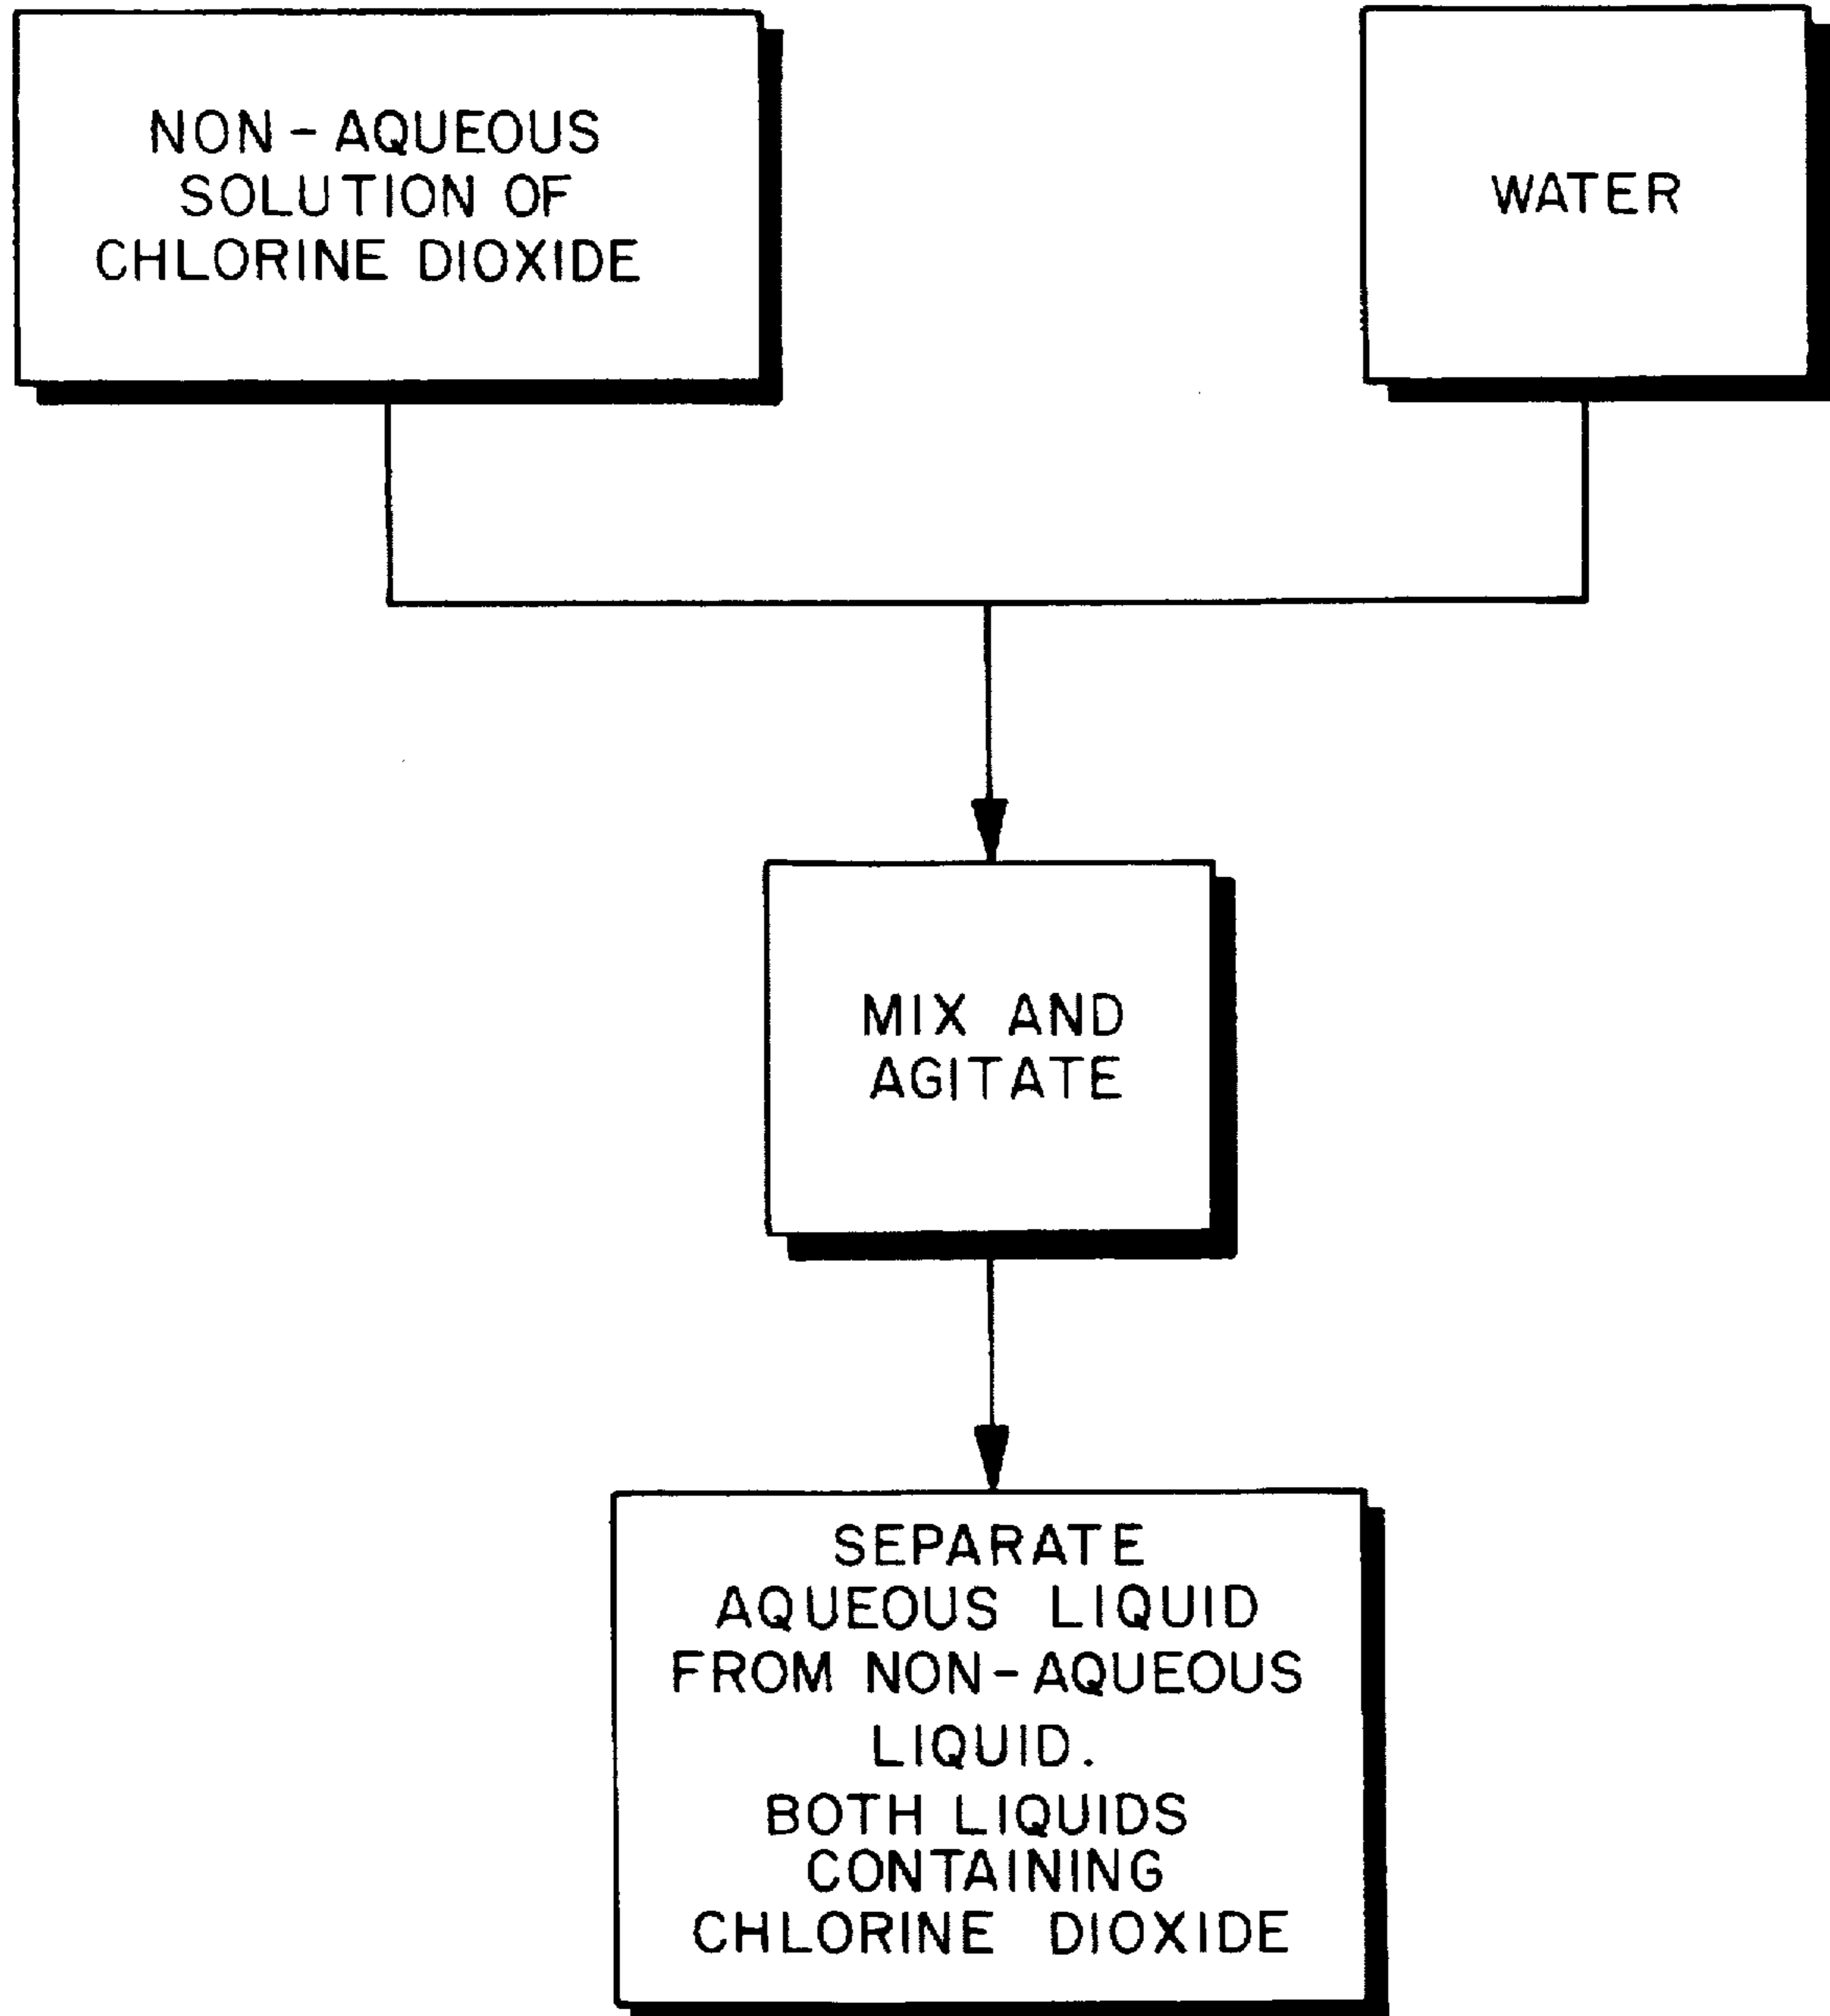 NON-AQUEOUS
SOLUTION OF
CHLORINE DIOXIDE
WATER
MIX AND
AGITATE
SEPARATE
AQUEOUS LIQUID
FROM NON-AQUEOUS
LIQUID.
BOTH LIQUIDS
CONTAINING
CHLORINE DIOXIDE